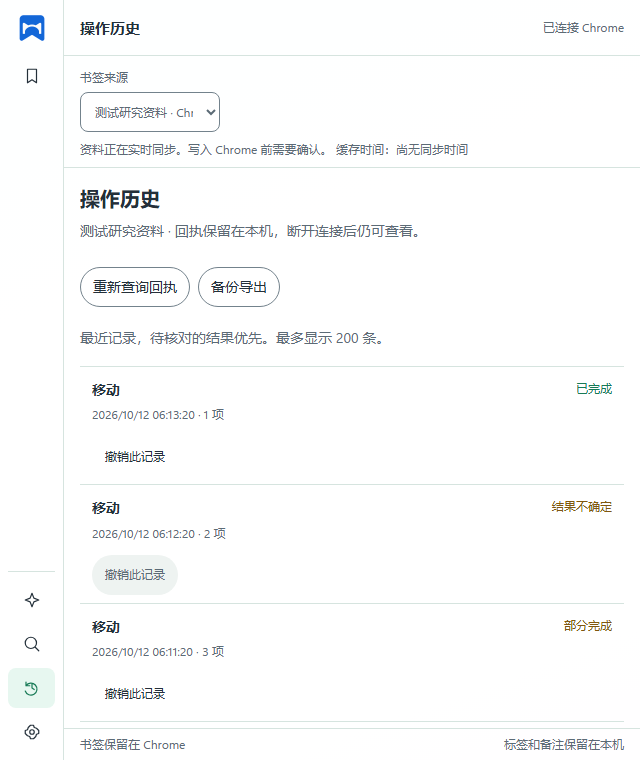 操作历史
已连接 Chrome
书签来源
测试研究资料 · Chr
资料正在实时同步。写入 Chrome 前需要确认。 缓存时间：尚无同步时间
操作历史
测试研究资料 · 回执保留在本机，断开连接后仍可查看。
重新查询回执
备份导出
最近记录，待核对的结果优先。最多显示 200 条。
移动
已完成
2026/10/12 06:13:20 · 1 项
撤销此记录
移动
结果不确定
2026/10/12 06:12:20 · 2 项
撤销此记录
移动
部分完成
2026/10/12 06:11:20 · 3 项
撤销此记录
书签保留在 Chrome
标签和备注保留在本机